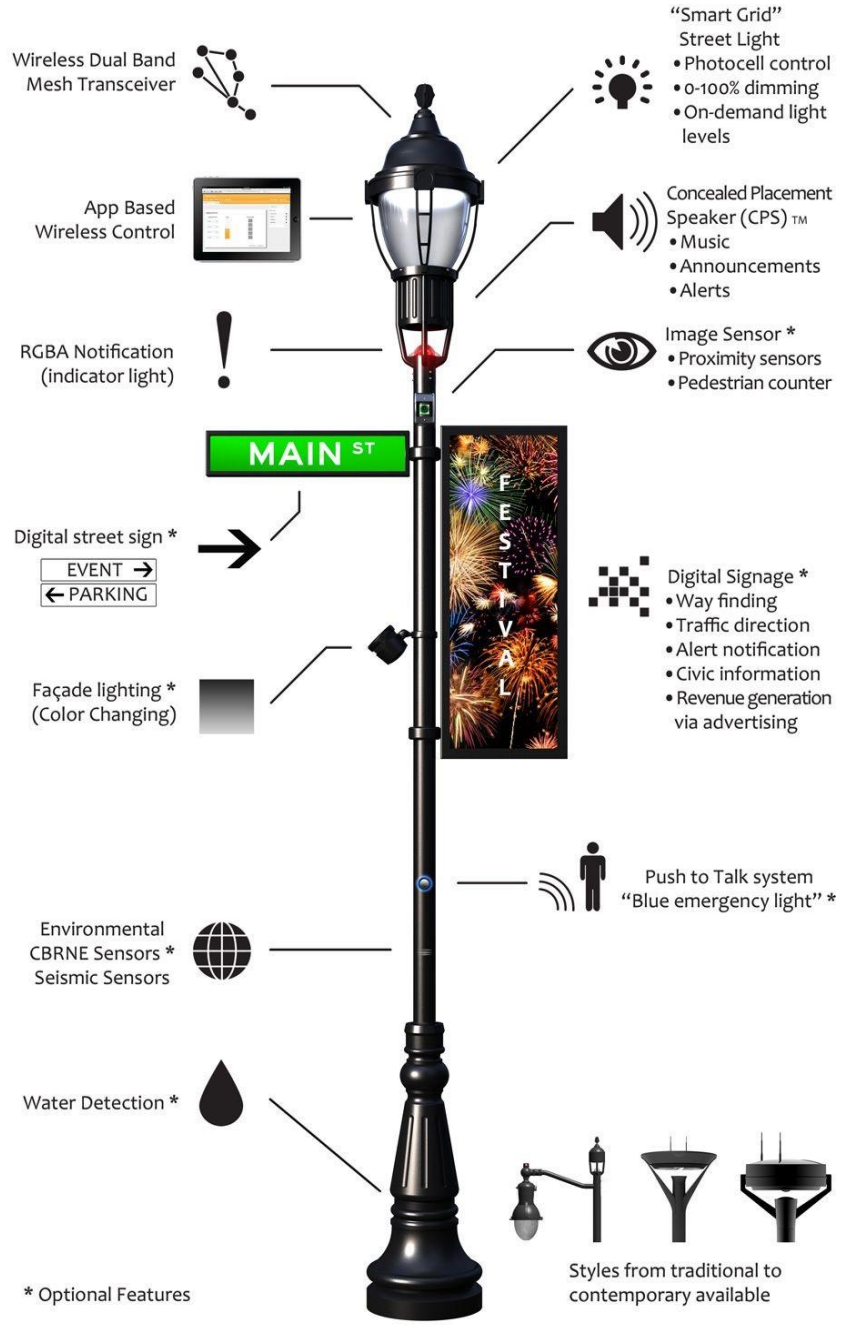 Wireless Dual Band
Mesh Transceiver
App Based
Wireless Control
RGBA Notification
(indicator light)
MAIN ST
Digital street sign *
EVENT →
← PARKING
Façade lighting *
(Color Changing)
Environmental
CBRNE Sensors *
Seismic Sensors
Water Detection *
* Optional Features
“Smart Grid”
Street Light
• Photocell control
• 0-100% dimming
• On-demand light
levels
Concealed Placement
Speaker (CPS) TM
• Music
• Announcements
• Alerts
Image Sensor *
• Proximity sensors
• Pedestrian counter
FESTIVAL
Digital Signage *
• Way finding
• Traffic direction
• Alert notification
• Civic information
• Revenue generation
via advertising
Push to Talk system
“Blue emergency light” *
Styles from traditional to
contemporary available